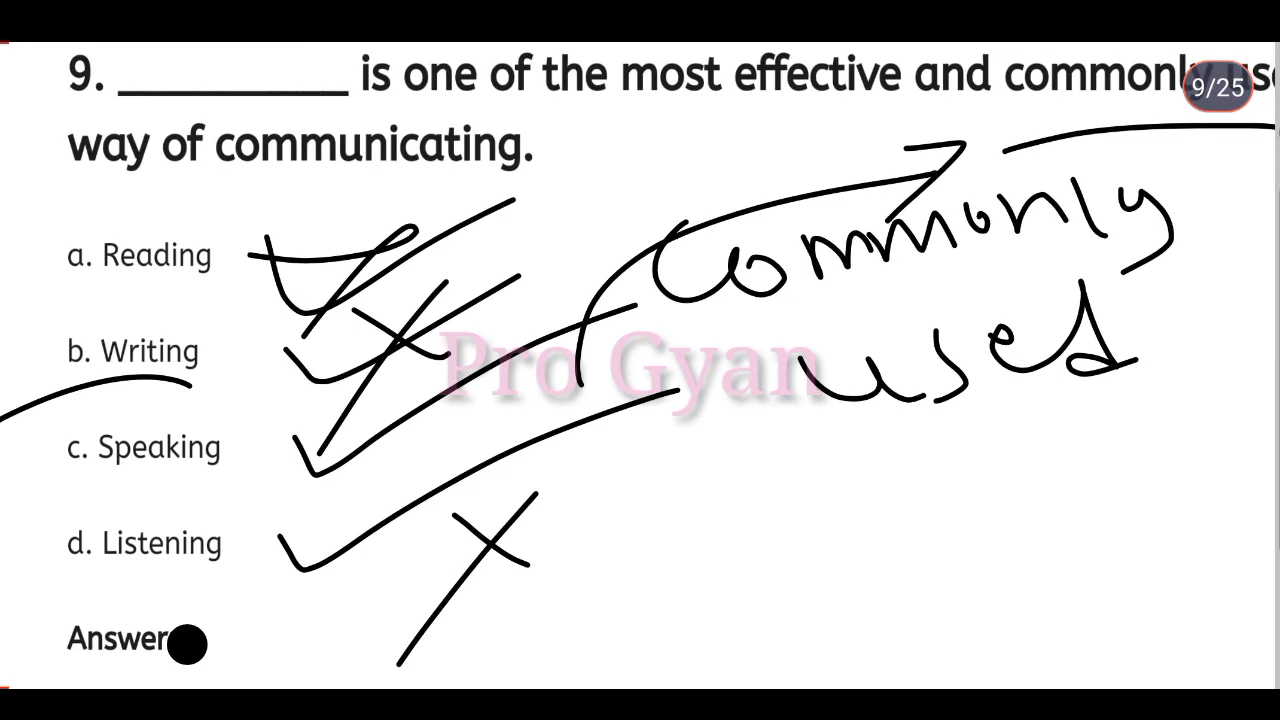 9. __________ is one of the most effective and commonly
9/25
way of communicating.
commonly
a. Reading
used
b. Writing
Pro Gyan
c. Speaking
d. Listening
Answer